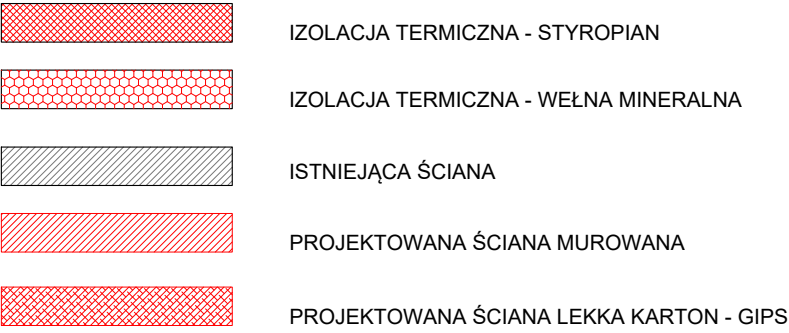 IZOLACJA TERMICZNA - STYROPIAN
IZOLACJA TERMICZNA - WEŁNA MINERALNA
ISTNIEJĄCA ŚCIANA
PROJEKTOWANA ŚCIANA MUROWANA
PROJEKTOWANA ŚCIANA LEKKA KARTON - GIPS